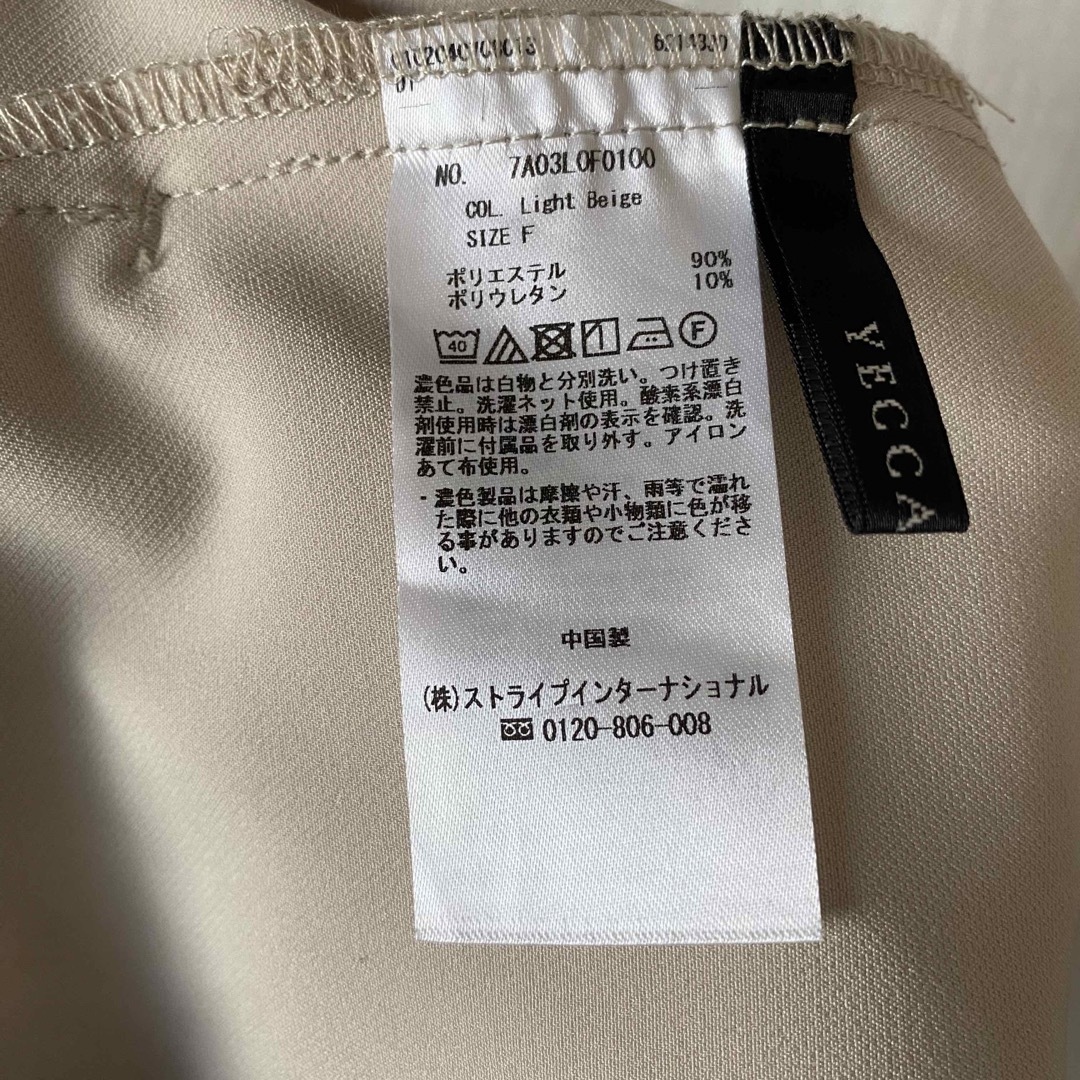 01
NO. 7A03L0F0100
COL. Light Beige
SIZE F
ポリエステル 90%
ポリウレタン 10%
40 F
濃色品は白物と分別洗い。つけ置き
禁止。洗濯ネット使用。酸素系漂白
剤使用時は漂白剤の表示を確認。洗
濯前に付属品を取り外す。アイロン
あて布使用。
・濃色製品は摩擦や汗、雨等で濡れ
た際に他の衣類や小物類に色が移
る事がありますのでご注意くださ
い。
中国製
(株)ストライプインターナショナル
0120-806-008
YECCA